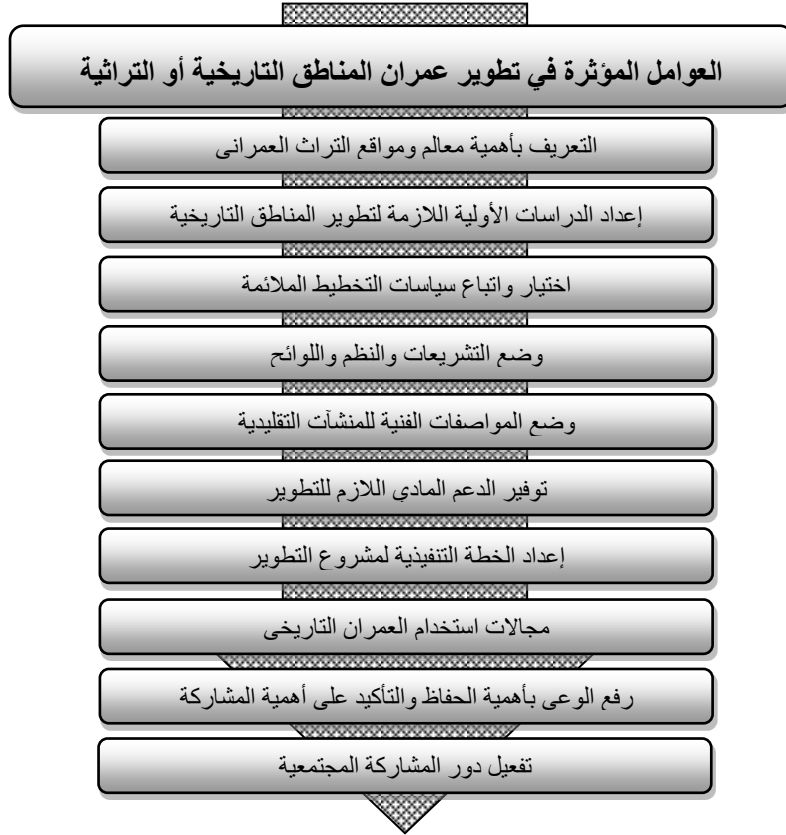 العوامل المؤثرة في تطوير عمران المناطق التاريخية أو التراثية
التعريف بأهمية معالم ومواقع التراث العمرانى
إعداد الدراسات الأولية اللازمة لتطوير المناطق التاريخية
اختيار واتباع سياسات التخطيط الملائمة
وضع التشريعات والنظم واللوائح
وضع المواصفات الفنية للمنشآت التقليدية
توفير الدعم المادي اللازم للتطوير
إعداد الخطة التنفيذية لمشروع التطوير
مجالات استخدام العمران التاريخى
رفع الوعى بأهمية الحفاظ والتأكيد على أهمية المشاركة
تفعيل دور المشاركة المجتمعية